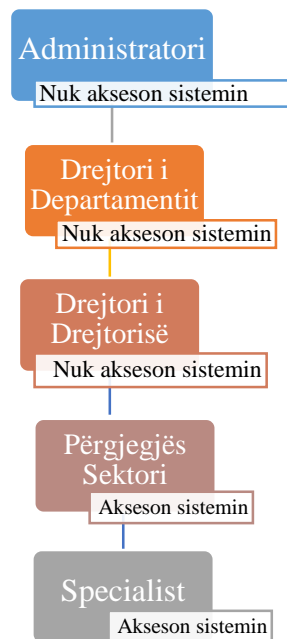 Administratori
Nuk akseson sistemin
Drejtori i
Departamentit
Nuk akseson sistemin
Drejtori i
Drejtorisë
Nuk akseson sistemin
Përgjegjës
Sektori
Akseson sistemin
Specialist
Akseson sistemin